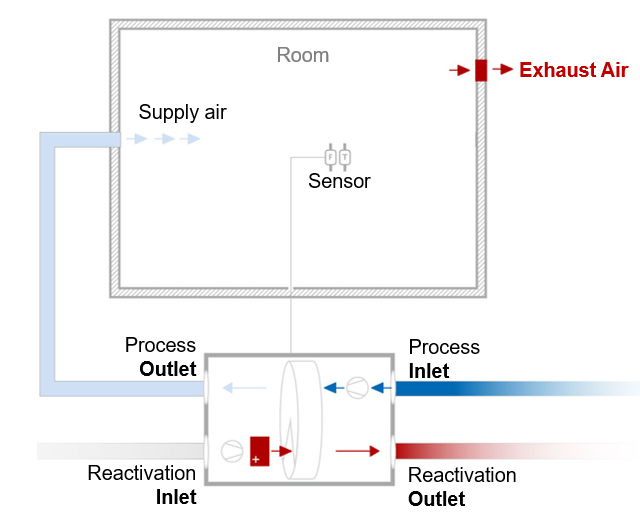 Room
Exhaust Air
Supply air
F T
Sensor
Process
Outlet
Process
Inlet
+
Reactivation
Inlet
Reactivation
Outlet